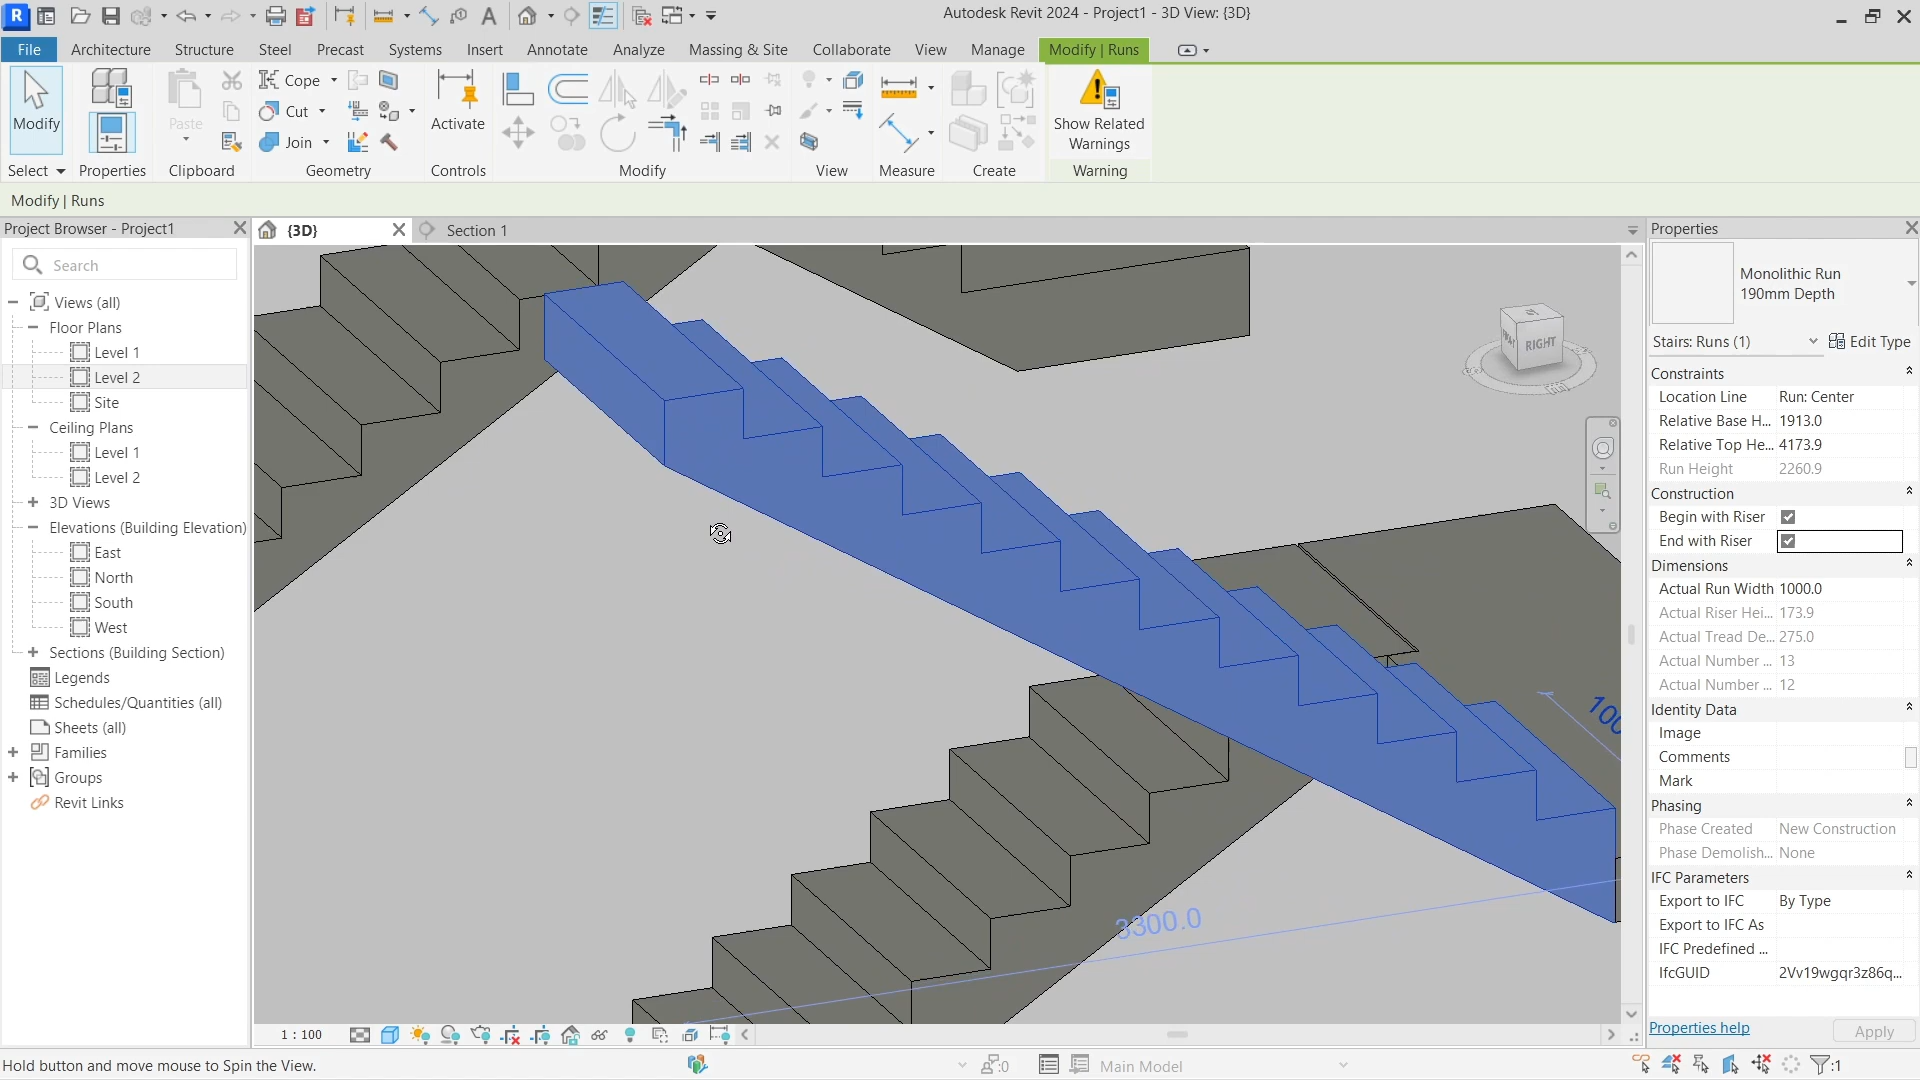 Autodesk Revit 2024 - Project1 - 3D View: {3D}
File Architecture Structure Steel Precast Systems Insert Annotate Analyze Massing & Site Collaborate View Manage Modify | Runs
Modify
Paste
Cope
Cut
Join
Activate
Show Related Warnings
Select Properties Clipboard Geometry Controls Modify View Measure Create Warning
Modify | Runs
Project Browser - Project1
{3D}
Section 1
Search
Views (all)
Floor Plans
Level 1
Level 2
Site
Ceiling Plans
Level 1
Level 2
3D Views
Elevations (Building Elevation)
East
North
South
West
Sections (Building Section)
Legends
Schedules/Quantities (all)
Sheets (all)
Families
Groups
Revit Links
RIGHT
100
3300.0
Properties
Monolithic Run
190mm Depth
Stairs: Runs (1) Edit Type
Constraints
Location Line Run: Center
Relative Base H... 1913.0
Relative Top He... 4173.9
Run Height 2260.9
Construction
Begin with Riser
End with Riser
Dimensions
Actual Run Width 1000.0
Actual Riser Hei... 173.9
Actual Tread De... 275.0
Actual Number ... 13
Actual Number ... 12
Identity Data
Image
Comments
Mark
Phasing
Phase Created New Construction
Phase Demolish... None
IFC Parameters
Export to IFC By Type
Export to IFC As
IFC Predefined ...
IfcGUID 2Vv19wgqr3z86q...
Properties help Apply
1 : 100
Hold button and move mouse to Spin the View.
:0
Main Model
:1